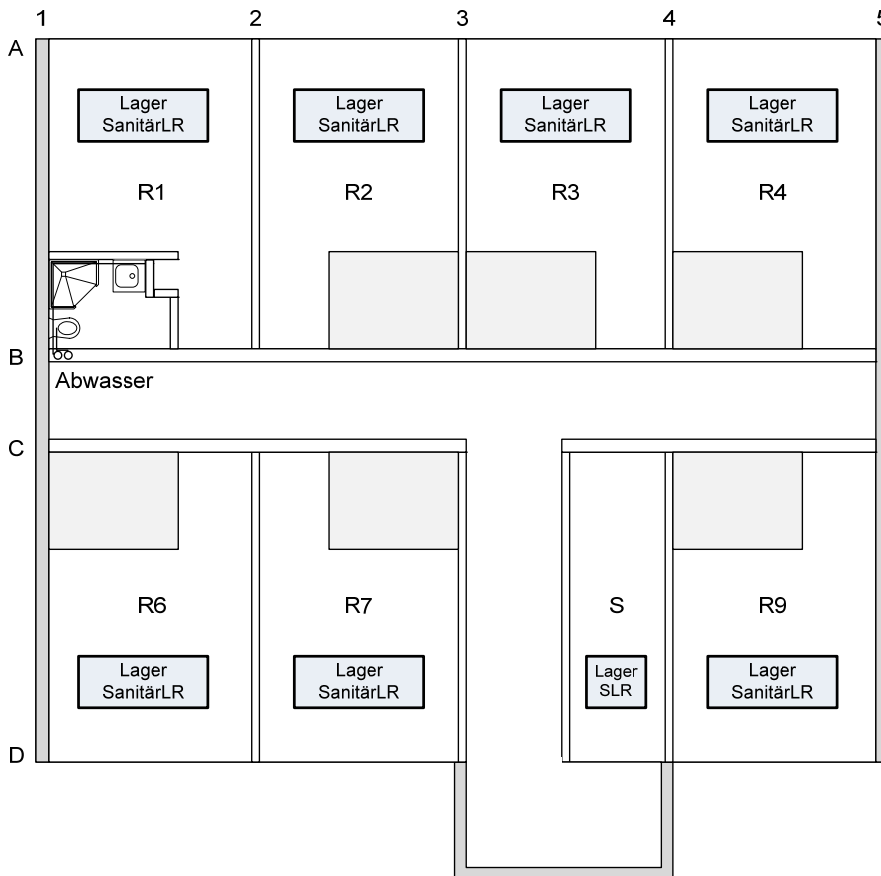 1 2 3 4 5
A
Lager Lager Lager Lager
SanitärLR SanitärLR SanitärLR SanitärLR
R1 R2 R3 R4
B
Abwasser
C
R6 R7 S R9
Lager Lager Lager Lager
SanitärLR SanitärLR SLR SanitärLR
D